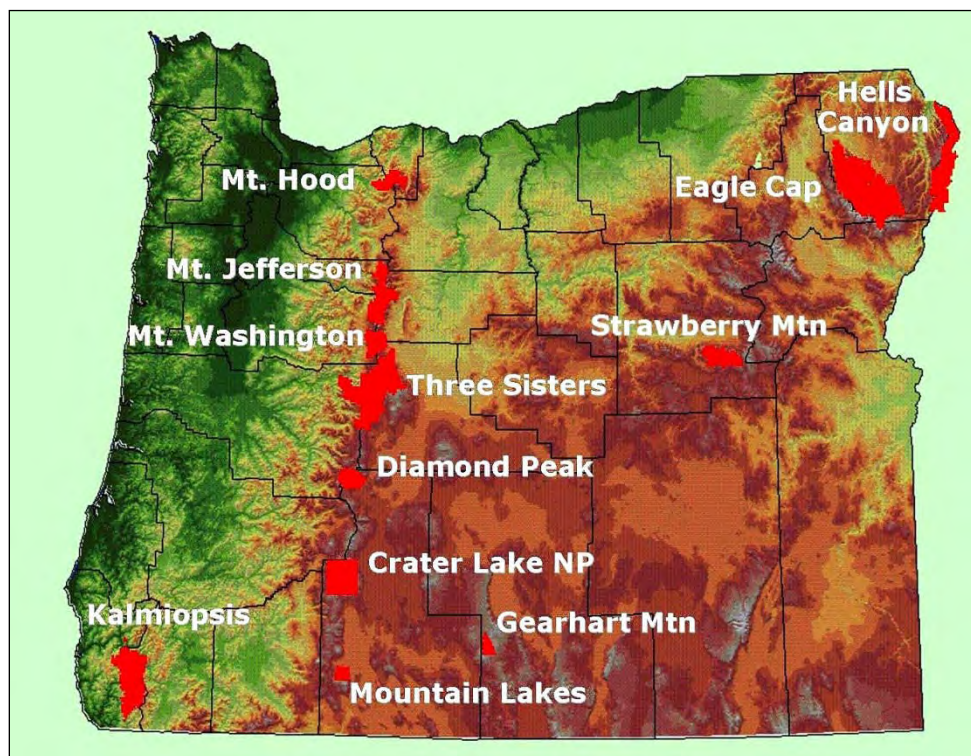 Hells
Canyon
Mt. Hood
Eagle Cap
Mt. Jefferson
Mt. Washington
Strawberry Mtn
Three Sisters
Diamond Peak
Crater Lake NP
Kalmiopsis
Gearhart Mtn
Mountain Lakes